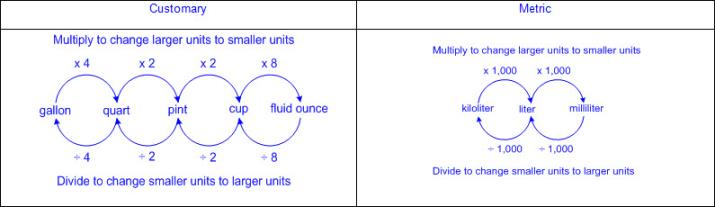 Customary
Multiply to change larger units to smaller units
x 4 x 2 x 2 x 8
gallon quart pint cup fluid ounce
÷ 4 ÷ 2 ÷ 2 ÷ 8
Divide to change smaller units to larger units
Metric
Multiply to change larger units to smaller units
x 1,000 x 1,000
kiloliter liter milliliter
÷ 1,000 ÷ 1,000
Divide to change smaller units to larger units